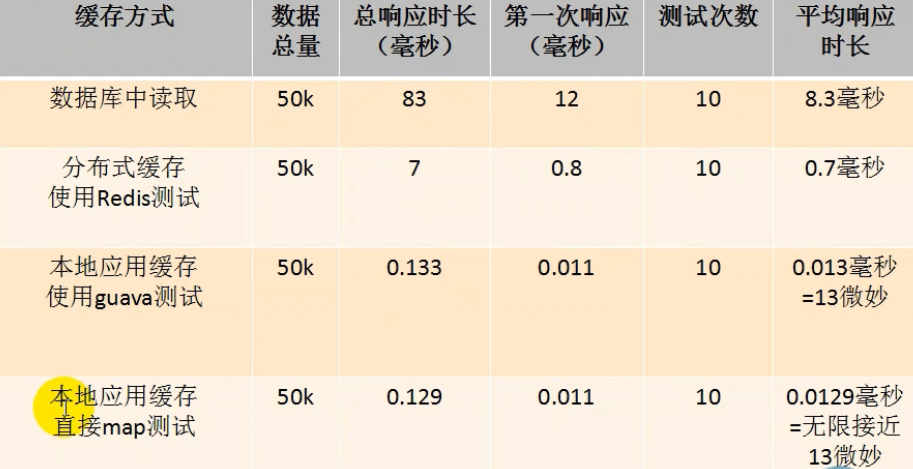 缓存方式 数据 总响应时长 第一次响应 测试次数 平均响应
总量 （毫秒） （毫秒） 时长
数据库中读取 50k 83 12 10 8.3毫秒
分布式缓存 50k 7 0.8 10 0.7毫秒
使用Redis测试
本地应用缓存 50k 0.133 0.011 10 0.013毫秒
使用guava测试 =13微妙
本地应用缓存 50k 0.129 0.011 10 0.0129毫秒
直接map测试 =无限接近
13微妙